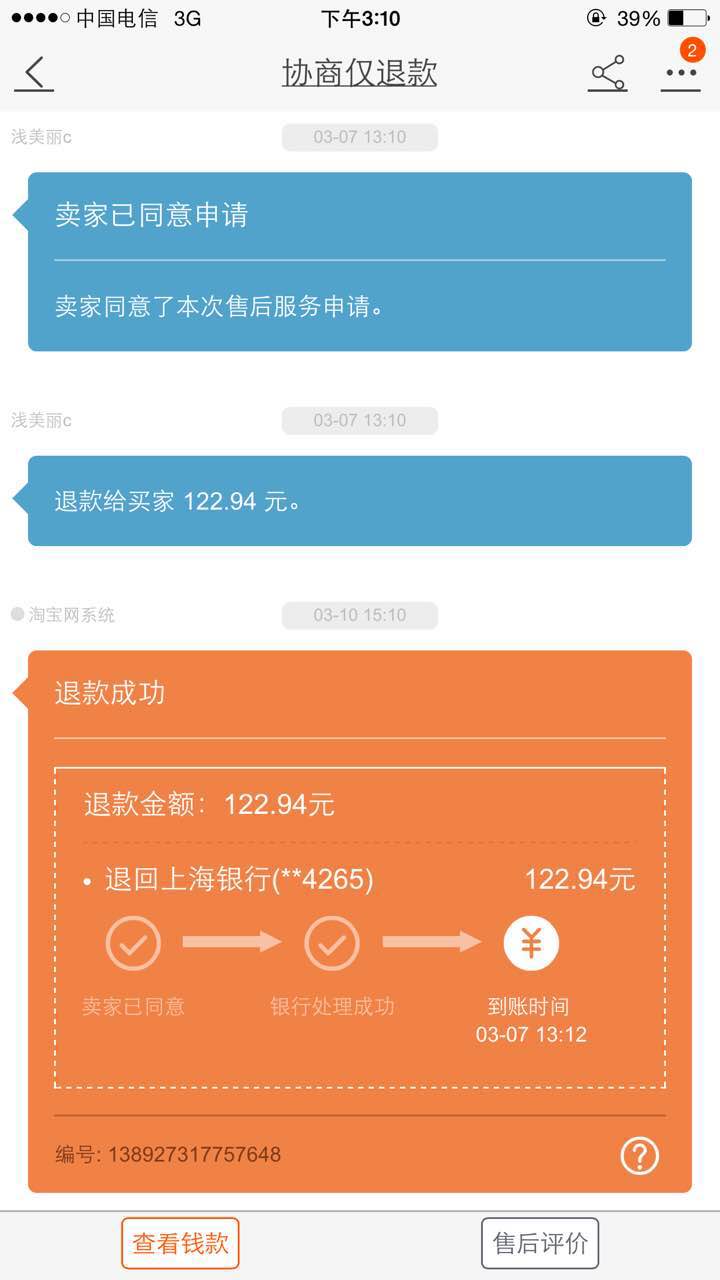 中国电信 3G 下午3:10 39%
协商仅退款
2
浅美丽c 03-07 13:10
卖家已同意申请
卖家同意了本次售后服务申请。
浅美丽c 03-07 13:10
退款给买家 122.94 元。
淘宝网系统 03-10 15:10
退款成功
退款金额： 122.94元
• 退回上海银行(**4265) 122.94元
¥
卖家已同意 银行处理成功 到账时间
03-07 13:12
编号: 138927317757648
?
查看钱款 售后评价